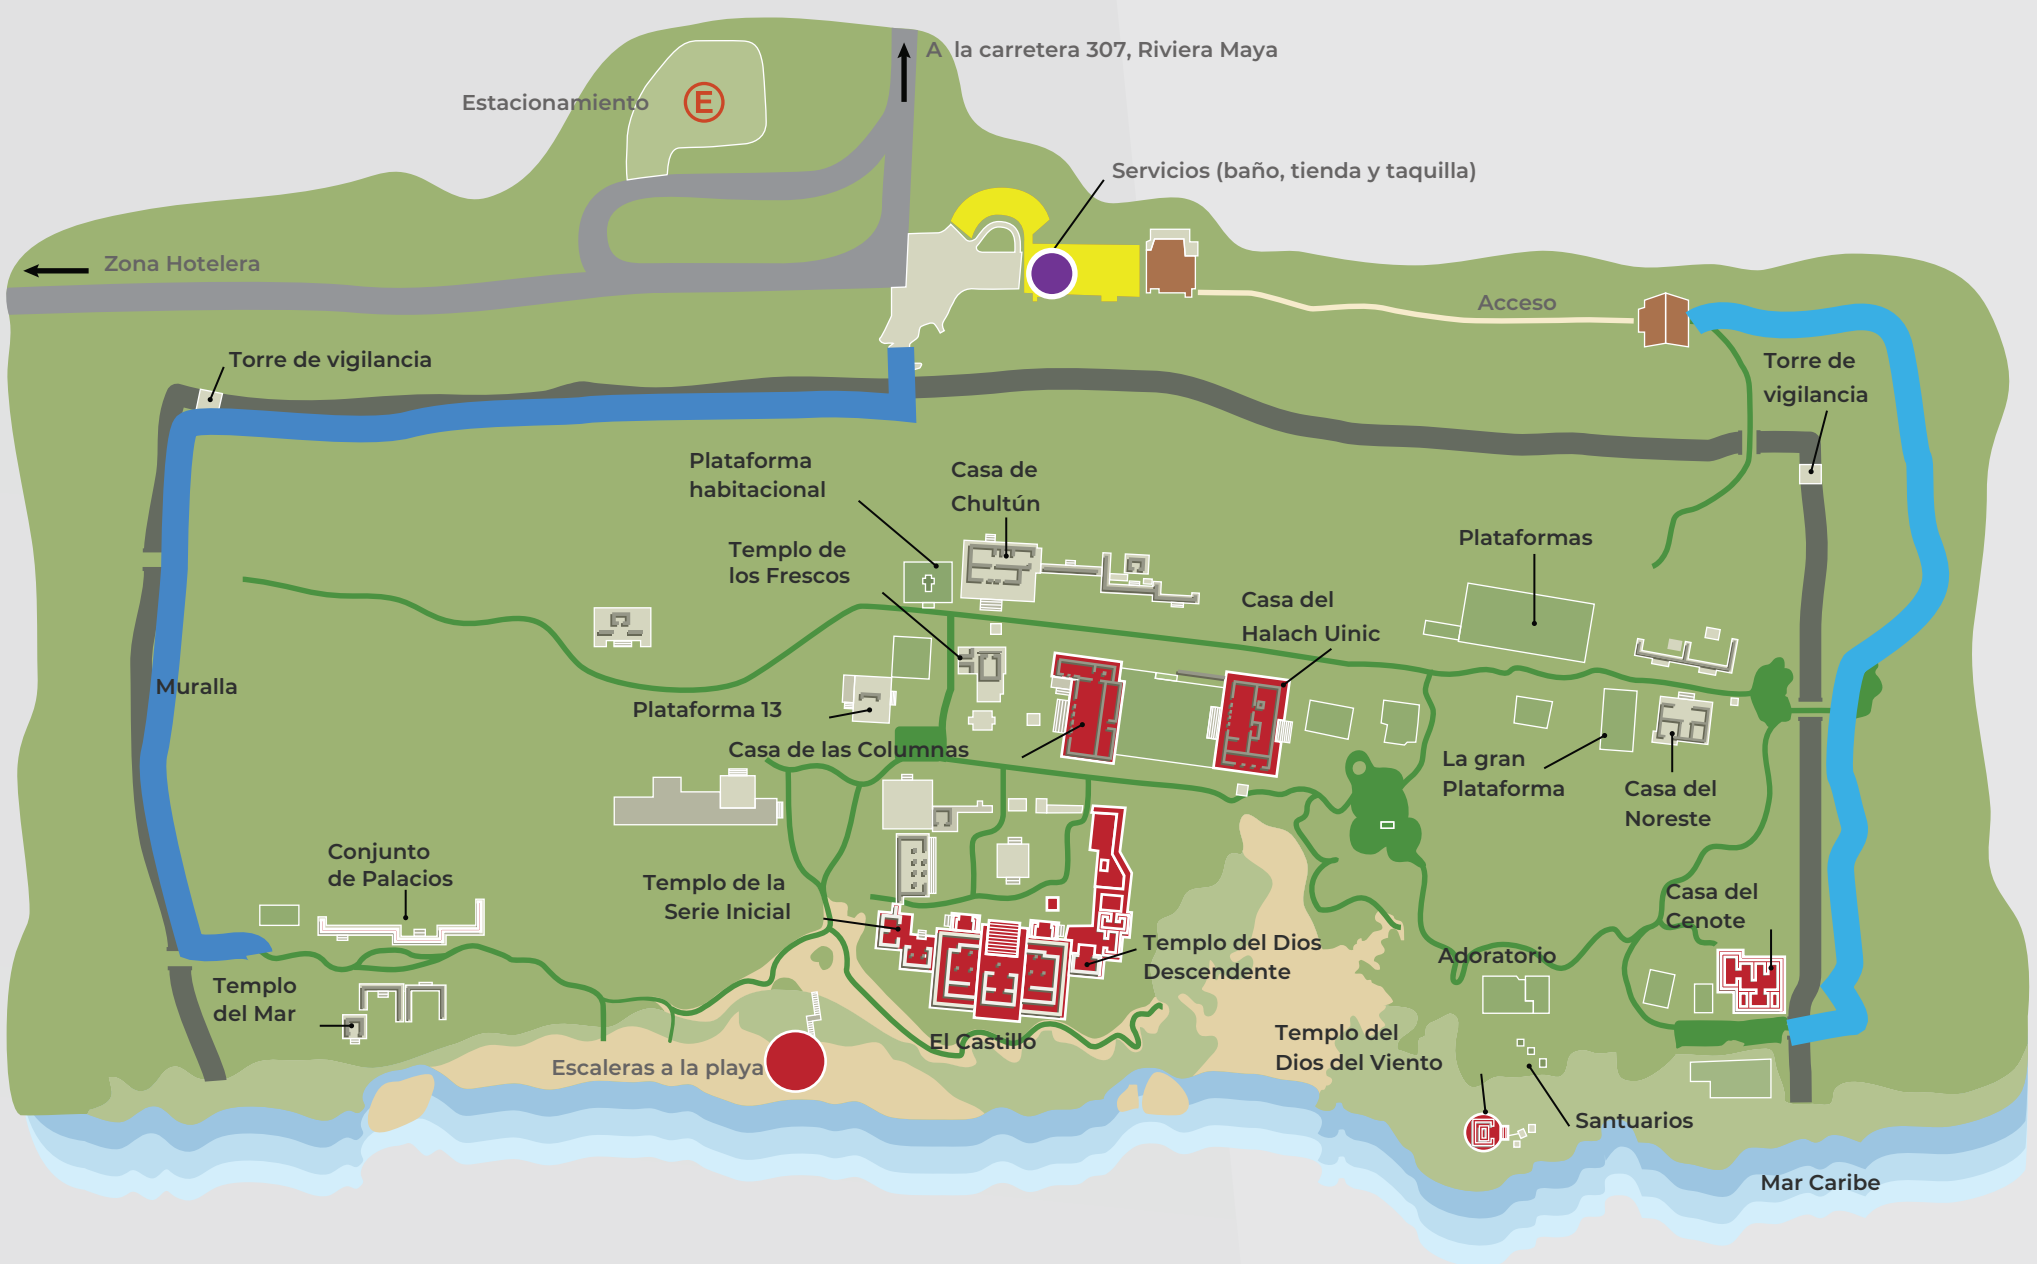 A la carretera 307, Riviera Maya
Estacionamiento
E
Servicios (baño, tienda y taquilla)
Zona Hotelera
Acceso
Torre de vigilancia
Torre de
vigilancia
Plataforma
habitacional
Casa de
Chultún
Templo de
los Frescos
Plataformas
Casa del
Halach Uinic
Muralla
Plataforma 13
Casa de las Columnas
La gran
Plataforma
Casa del
Noreste
Conjunto
de Palacios
Templo de la
Serie Inicial
Casa del
Cenote
Templo del Dios
Descendente
Adoratorio
Templo
del Mar
El Castillo
Templo del
Dios del Viento
Escaleras a la playa
Santuarios
Mar Caribe